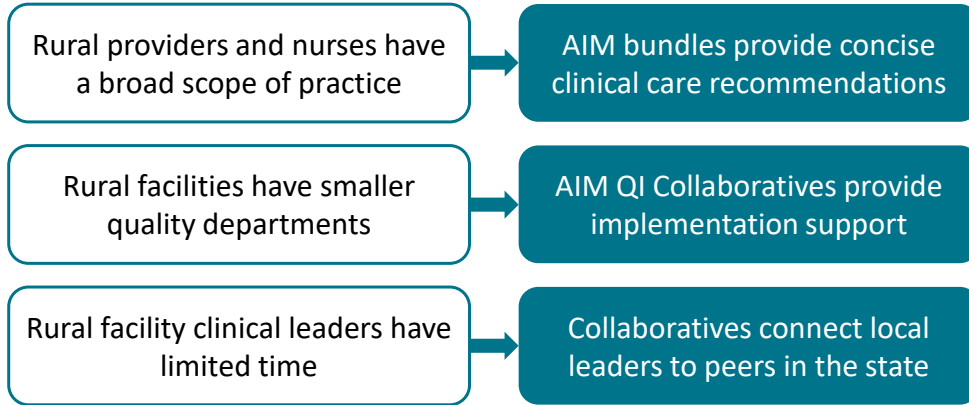 Rural providers and nurses have
a broad scope of practice
AIM bundles provide concise
clinical care recommendations
Rural facilities have smaller
quality departments
AIM QI Collaboratives provide
implementation support
Rural facility clinical leaders have
limited time
Collaboratives connect local
leaders to peers in the state